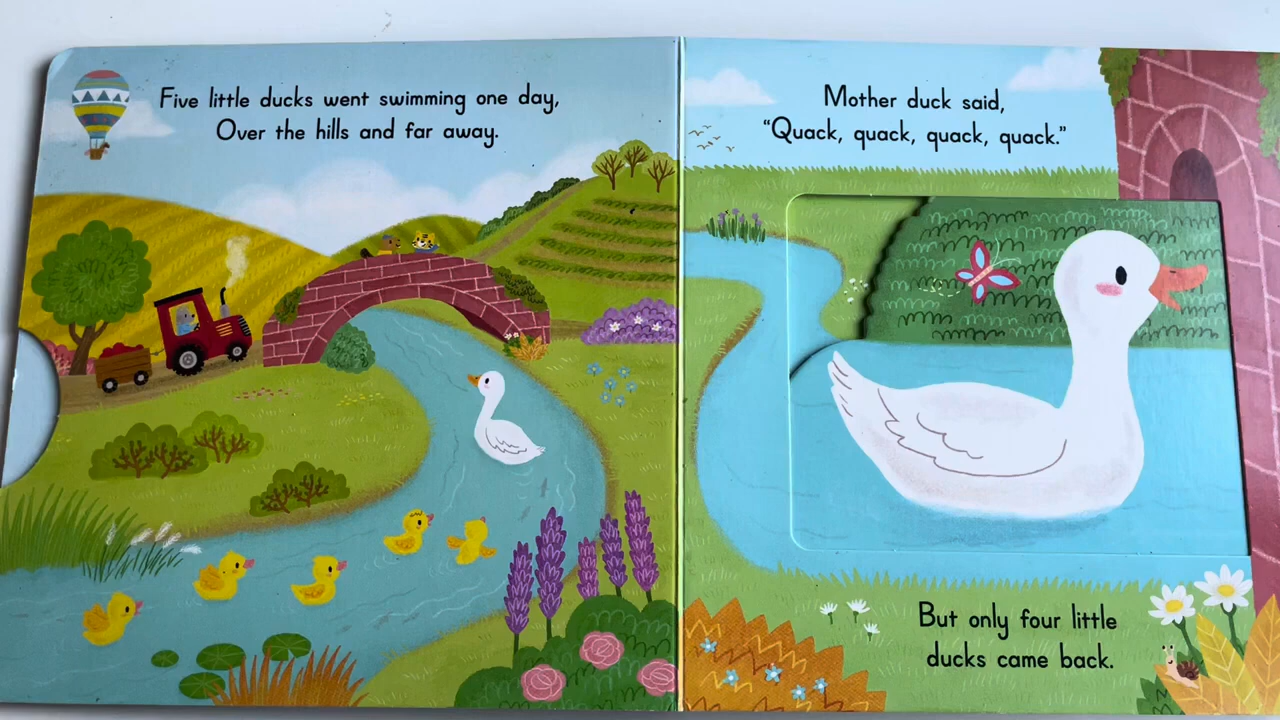 Five little ducks went swimming one day,
Over the hills and far away.
Mother duck said,
“Quack, quack, quack, quack.”
But only four little
ducks came back.